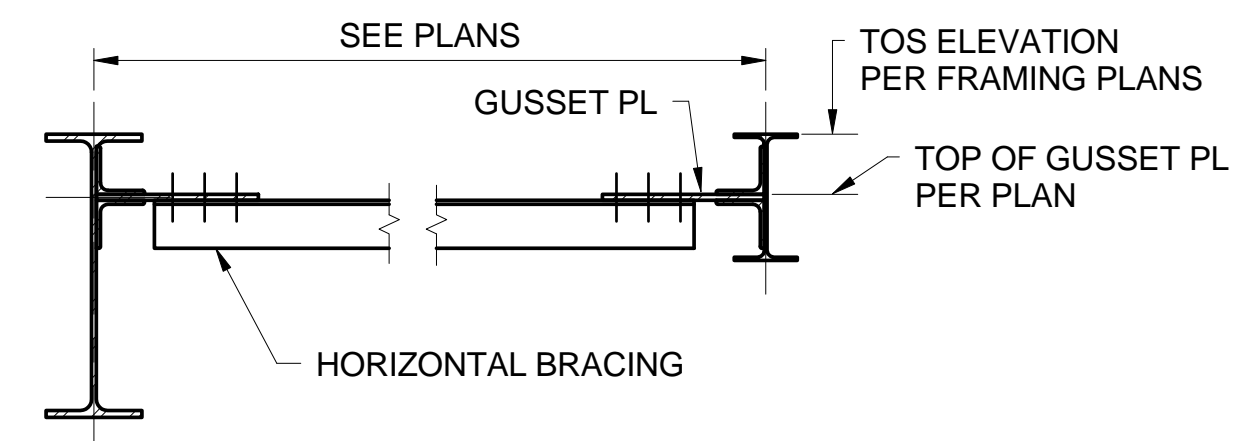 SEE PLANS
TOS ELEVATION
PER FRAMING PLANS
GUSSET PL
TOP OF GUSSET PL
PER PLAN
HORIZONTAL BRACING